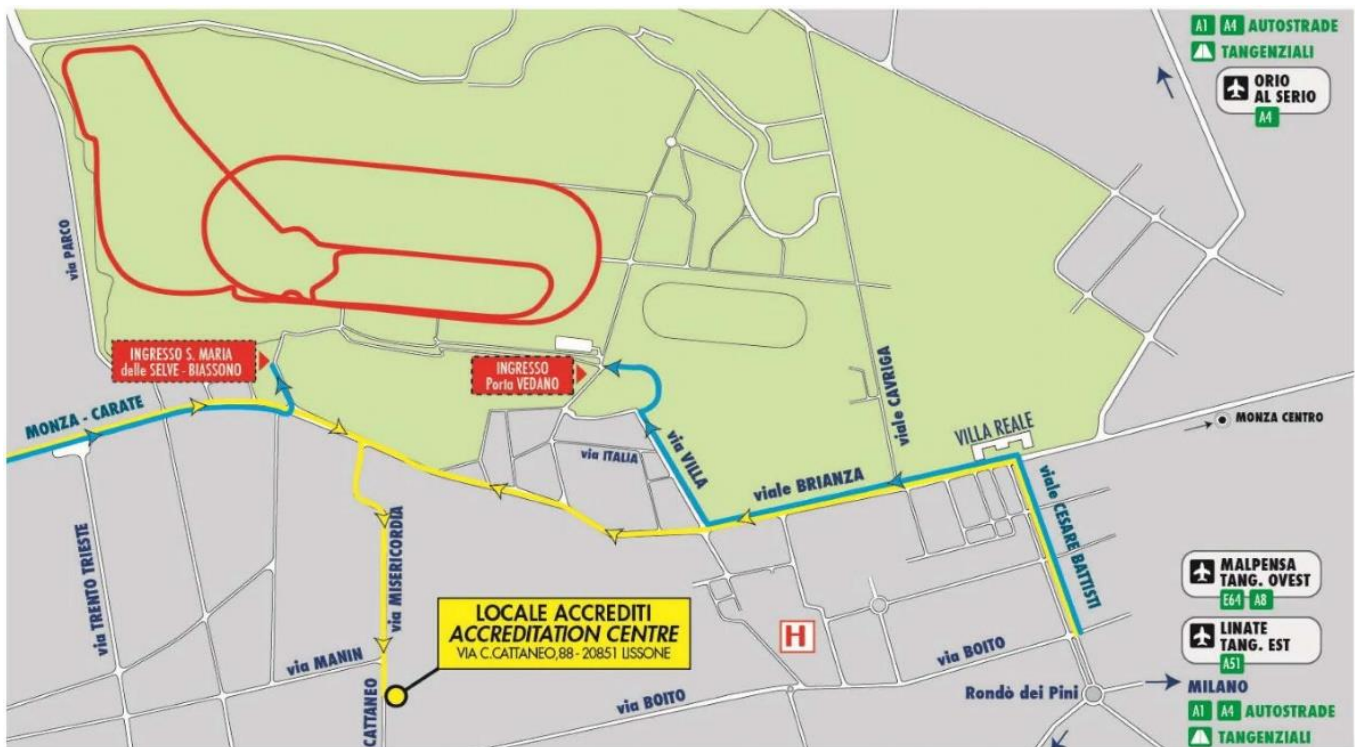 A1 A4 AUTOSTRADE
TANGENZIALI
ORIO
AL SERIO
A4
via PARCO
INGRESSO S. MARIA
delle SELVE - BIASSONO
INGRESSO
Porta VEDANO
MONZA - CARATE
viale CAVRIGA
MONZA CENTRO
VILLA REALE
via ITALIA
via VILLA
viale BRIANZA
viale CESARE BATTISTI
via TRENTO TRIESTE
via MISERICORDIA
MALPENSA
TANG. OVEST
E64 A8
LOCALE ACCREDITI
ACCREDITATION CENTRE
VIA C.CATTANEO,88 - 20851 LISSONE
H
LINATE
TANG. EST
A51
via MANIN
via BOITO
CATTANEO
via BOITO
Rondò dei Pini
MILANO
A1 A4 AUTOSTRADE
TANGENZIALI